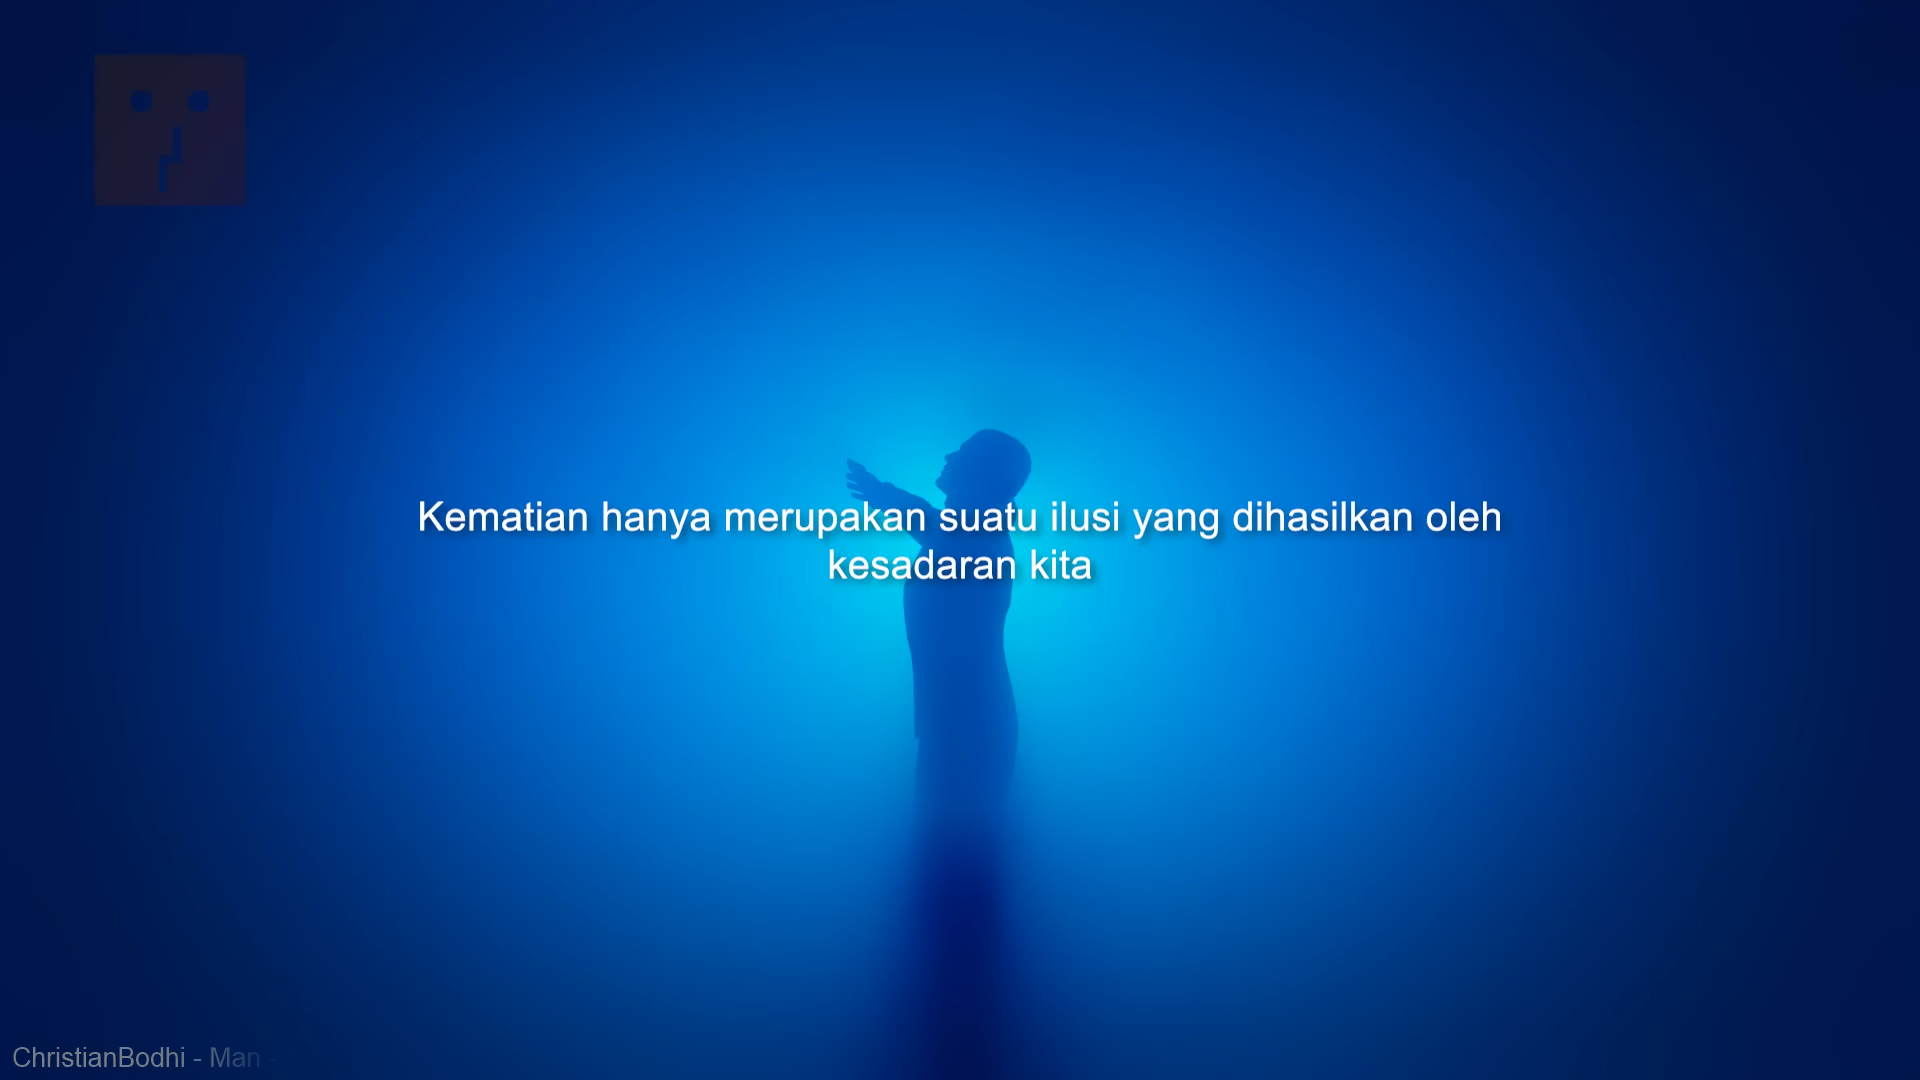 Kematian hanya merupakan suatu ilusi yang dihasilkan oleh
kesadaran kita
ChristianBodhi - Man -